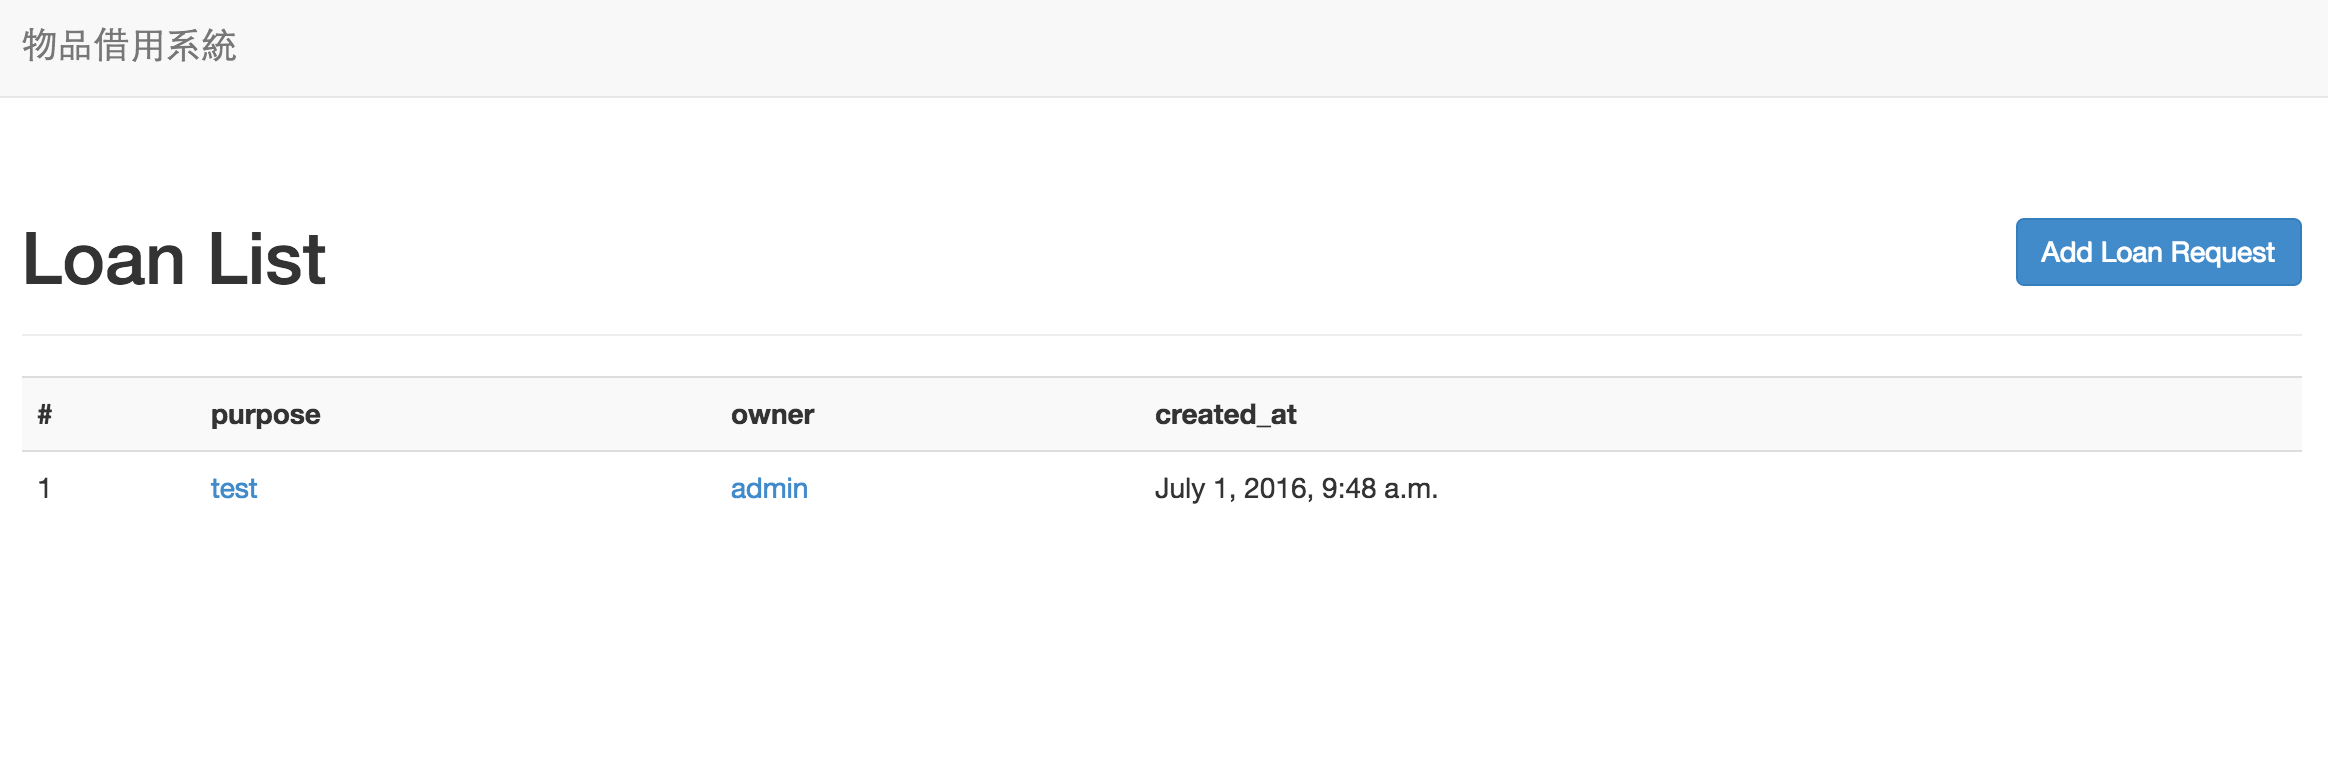 物品借用系統
Loan List
Add Loan Request
# purpose owner created_at
1 test admin July 1, 2016, 9:48 a.m.